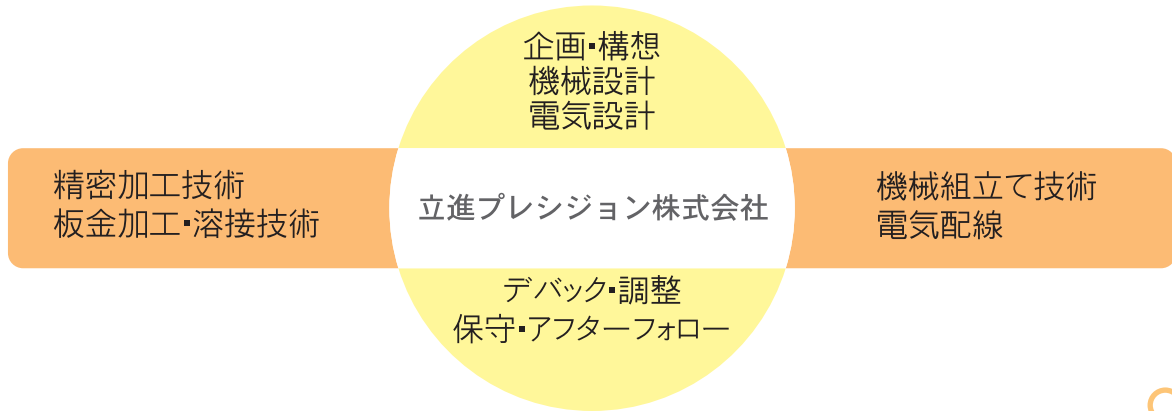 企画・構想
機械設計
電気設計
精密加工技術
板金加工・溶接技術
立進プレシジョン株式会社
機械組立て技術
電気配線
デバック・調整
保守・アフターフォロー